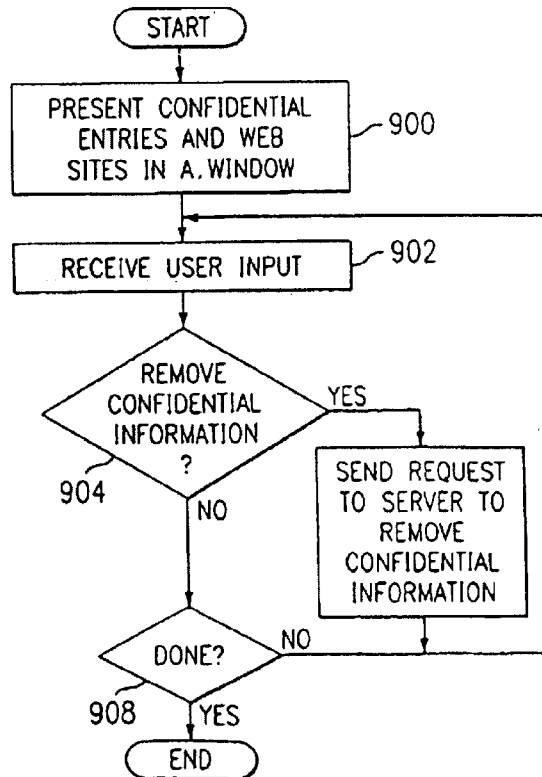 START
PRESENT CONFIDENTIAL
ENTRIES AND WEB
SITES IN A.WINDOW
900
RECEIVE USER INPUT
902
REMOVE
CONFIDENTIAL
INFORMATION
?
904
YES
NO
SEND REQUEST
TO SERVER TO
REMOVE
CONFIDENTIAL
INFORMATION
DONE?
908
NO
YES
END